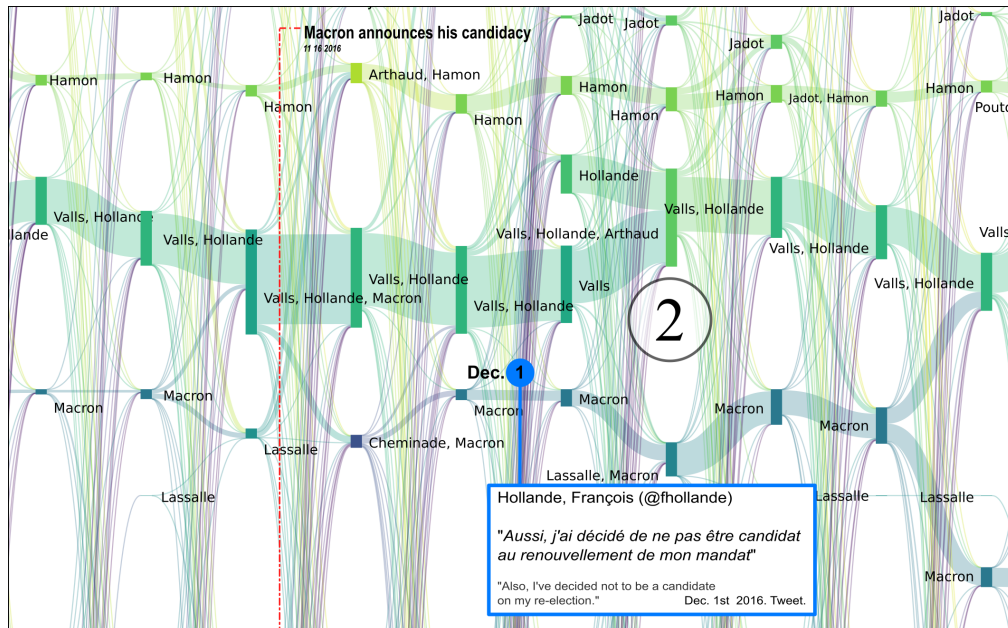 Jadot
Jadot
Jadot
Macron announces his candidacy
11 16 2016
Hamon
Hamon
Hamon
Arthaud, Hamon
Hamon
Hamon
Hamon
Hamon
Jadot, Hamon
Hamon
Hollande
Valls, Hollande
Valls, Hollande
Valls, Hollande, Macron
Valls, Hollande
Valls, Hollande
Valls, Hollande, Arthaud
Valls
Valls, Hollande
Valls, Hollande
Valls, Hollande
Valls
2
Dec. 1
Macron
Macron
Lassalle
Cheminade, Macron
Macron
Macron
Lassalle, Macron
Macron
Macron
Lassalle
Lassalle
Lassalle
Macron
Hollande, François (@fhollande)
"Aussi, j'ai décidé de ne pas être candidat
au renouvellement de mon mandat"
"Also, I've decided not to be a candidate
on my re-election."
Dec. 1st 2016. Tweet.